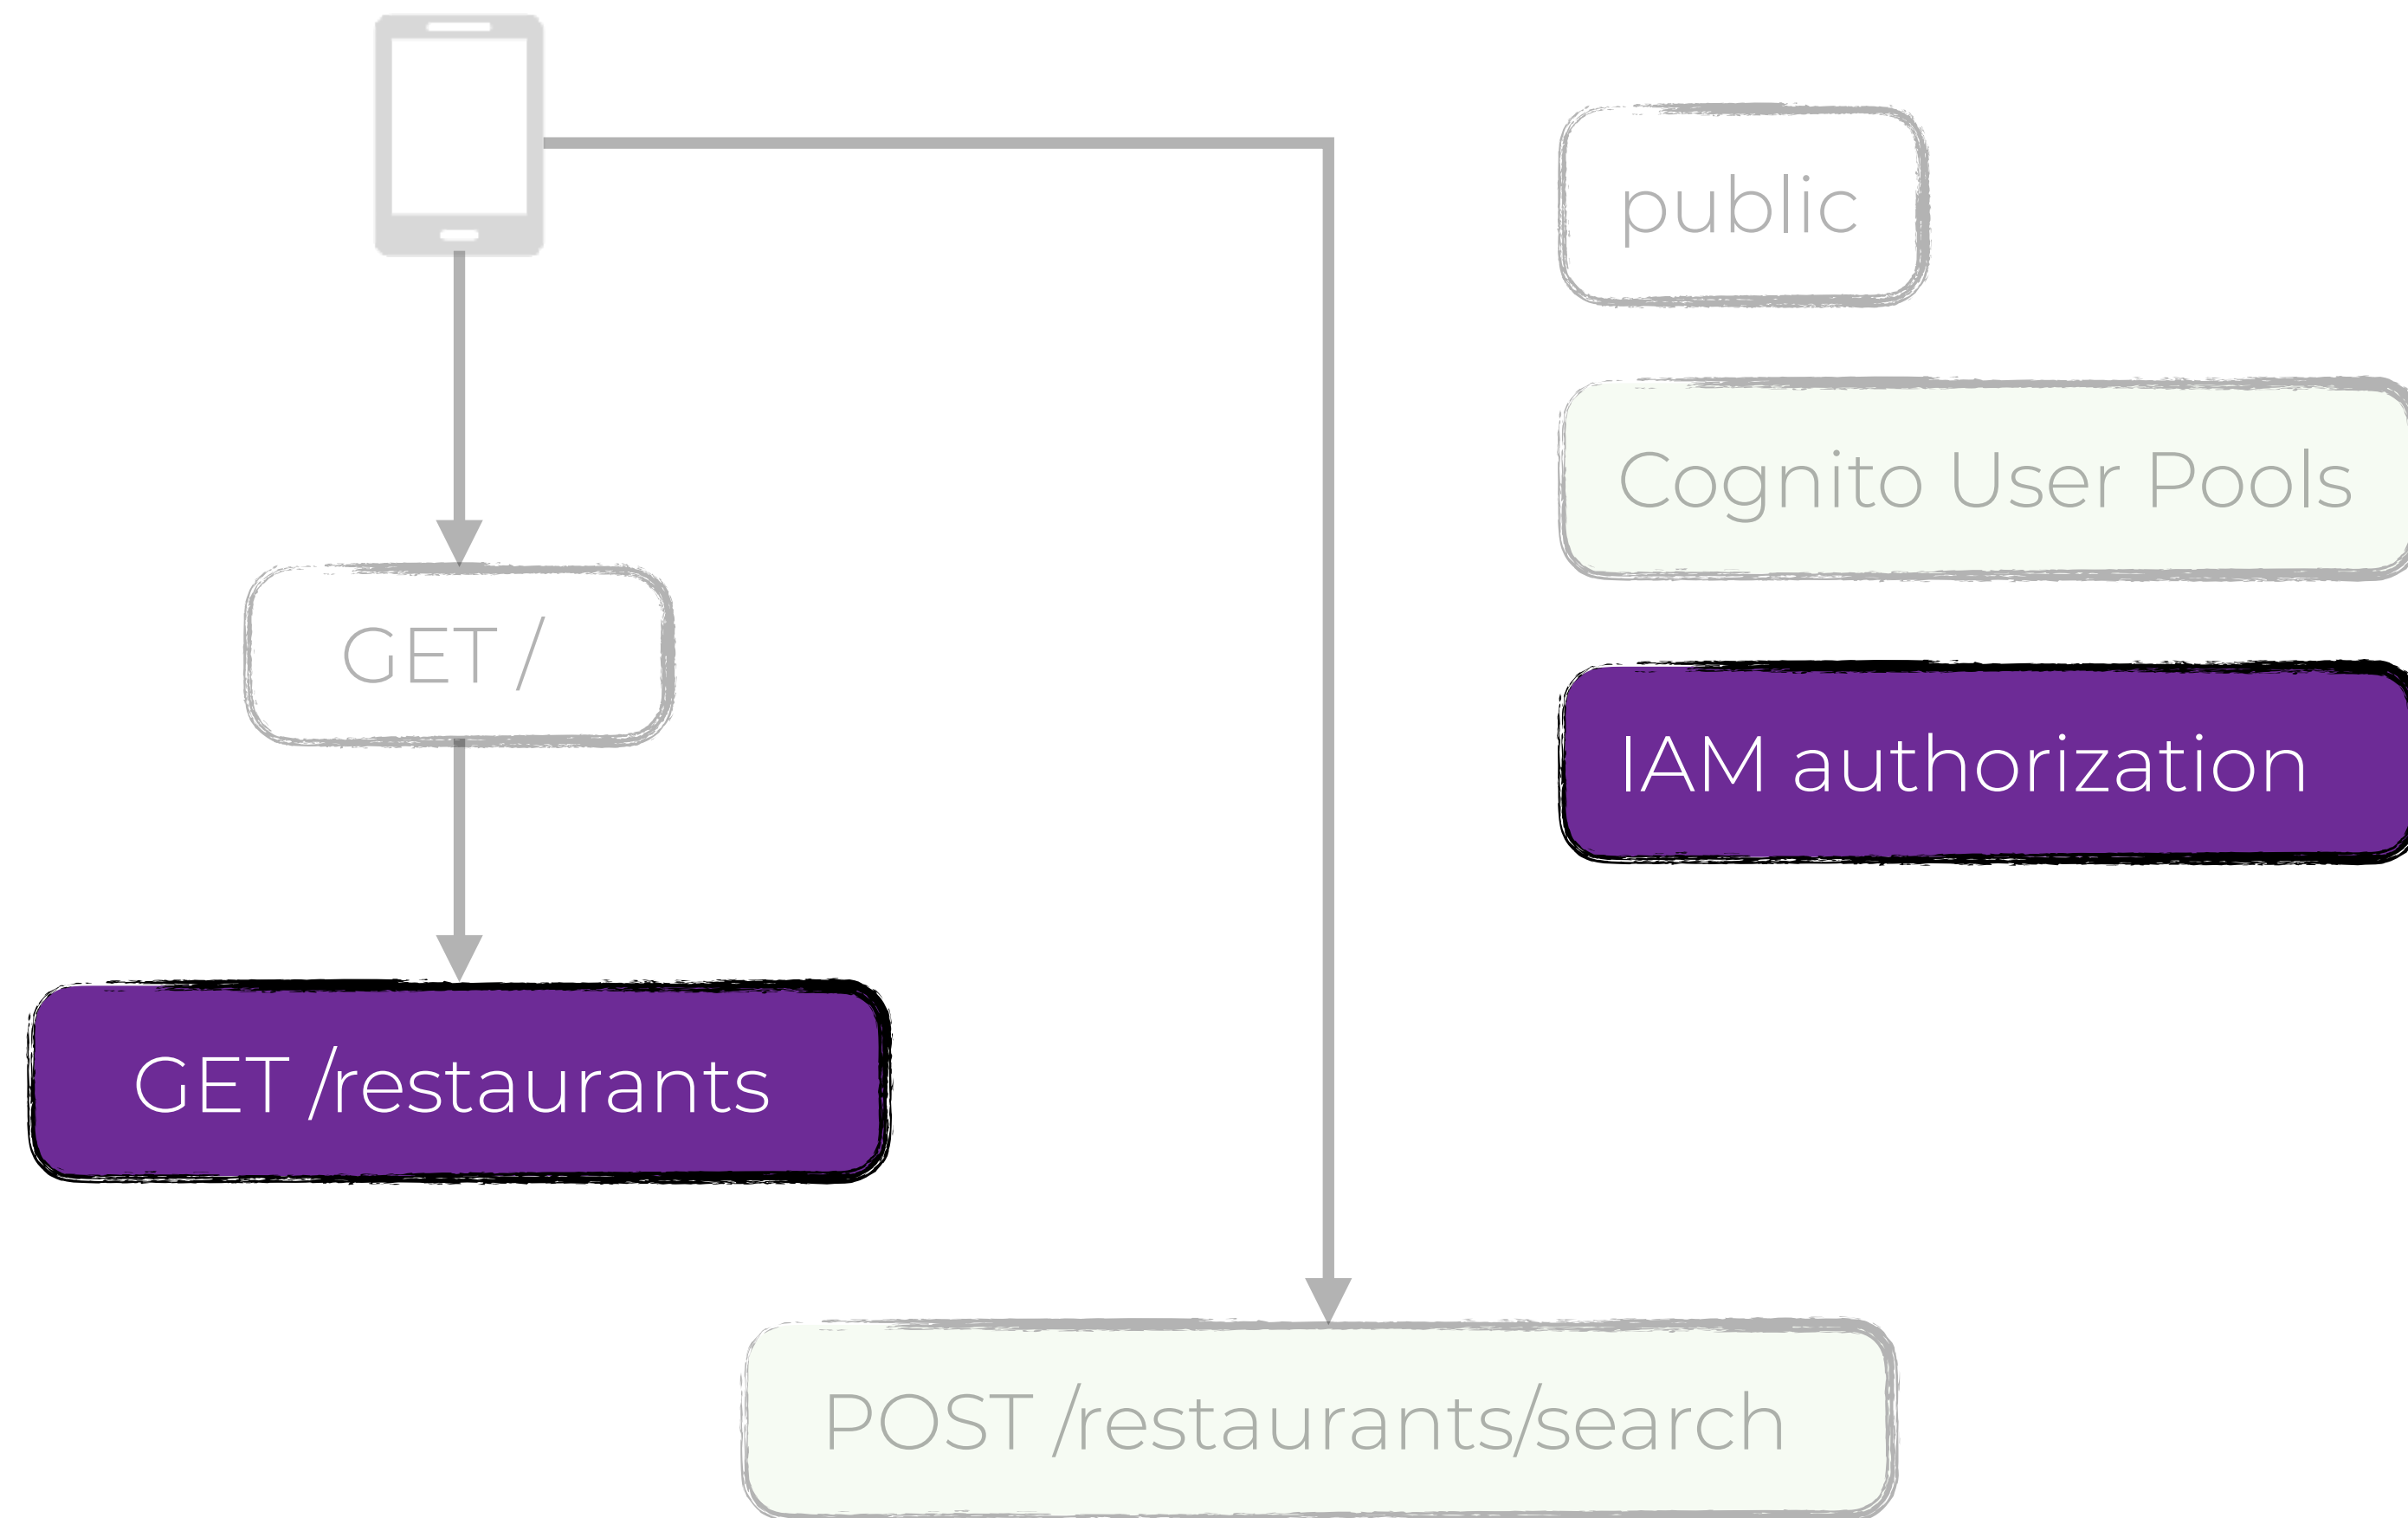 public
Cognito User Pools
GET /
IAM authorization
GET /restaurants
POST /restaurants/search